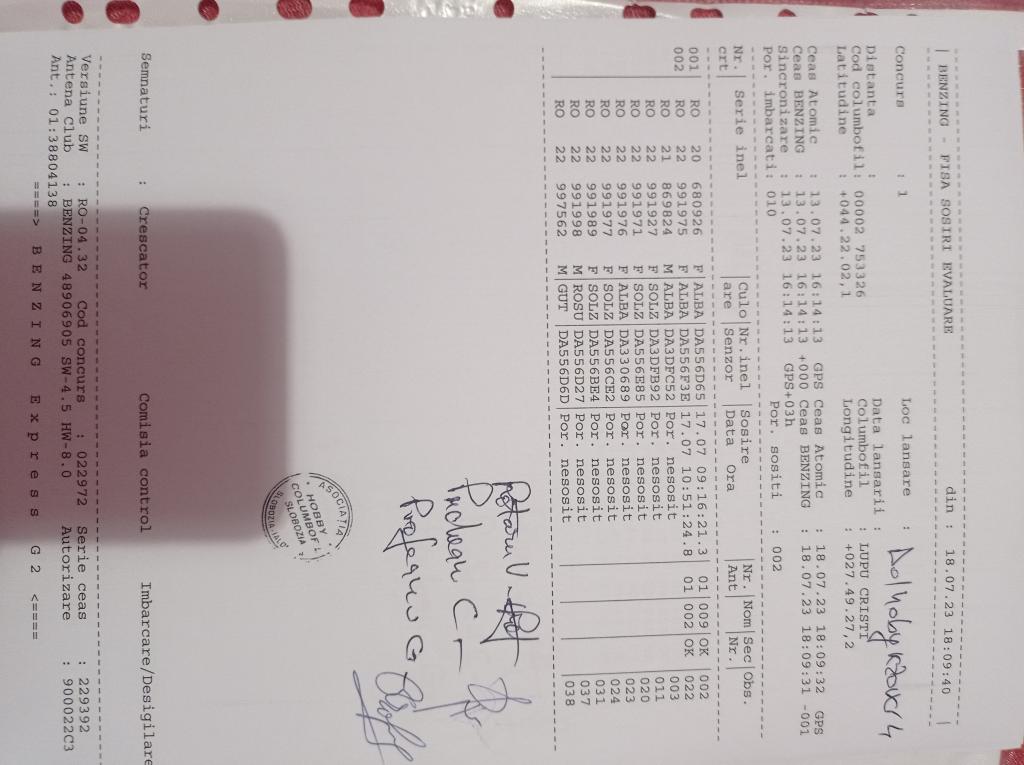 | BENZING - FISA SOSIRI EVALUARE din : 18.07.23 18:09:40 |
Concurs : 1 Loc lansare :
Distanta : Data lansarii :
Cod columbofil: 00002 753326 Columbofil : LUPU CRISTI
Latitudine : +044.22.02,1 Longitudine : +027.49.27,2
Ceas Atomic : 13.07.23 16:14:13 GPS Ceas Atomic : 18.07.23 18:09:32 GPS
Ceas BENZING : 13.07.23 16:14:13 +000 Ceas BENZING : 18.07.23 18:09:31 -001
Sincronizare : 13.07.23 16:14:13 GPS+03h
Por. imbarcati: 010 Por. sositi : 002
Nr.| Serie inel |Culo|Nr.inel |Sosire |Nr.|Nom|Sec|Obs.
crt| |are |Senzor |Data Ora |Ant| |Nr.|
001 RO 20 680926 F|ALBA|DA556D65|17.07 09:16:21.3|01|009|OK |002
002 RO 22 991975 F|ALBA|DA556F3E|17.07 10:51:24.8|01|002|OK |022
RO 21 869824 M|ALBA|DA3DFC52|Por. nesosit |003
RO 22 991927 F|SOLZ|DA3DFB92|Por. nesosit |011
RO 22 991971 F|SOLZ|DA556E85|Por. nesosit |020
RO 22 991976 F|ALBA|DA330689|Por. nesosit |023
RO 22 991977 F|SOLZ|DA556CE2|Por. nesosit |024
RO 22 991989 F|SOLZ|DA556BE4|Por. nesosit |031
RO 22 991998 M|ROSU|DA556D27|Por. nesosit |037
RO 22 997562 M|GUT |DA556D6D|Por. nesosit |038
Rotaru V
C
G
ASOCIAȚIA
HOBBY
COLUMBOFIL
SLOBOZIA
Semnaturi : Crescator Comisia control Imbarcare/Desigilare
Versiune SW : RO-04.32 Cod concurs : 022972 Serie ceas : 229392
Antena Club : BENZING 48906905 SW-4.5 HW-8.0 Autorizare : 900022C3
Ant.: 01:38804138
====> B E N Z I N G E x p r e s s G 2 <====